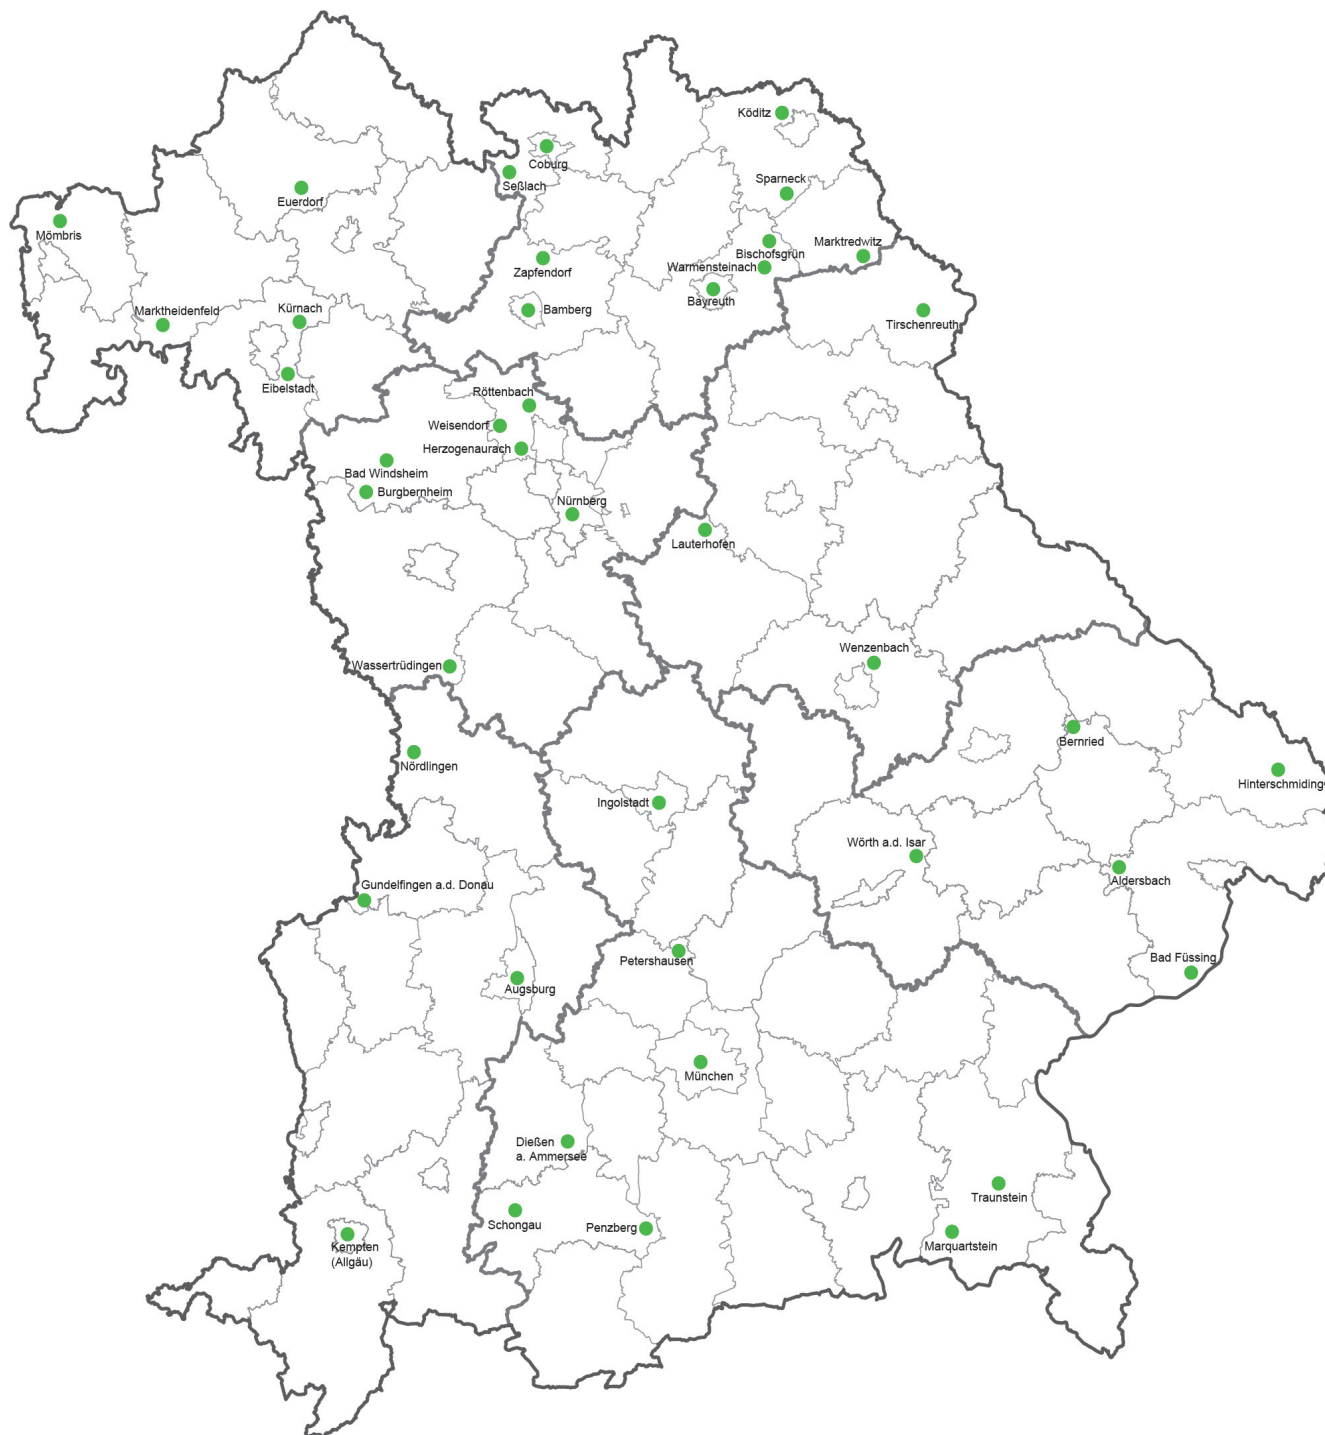 Köditz
Coburg
Seßlach
Sparneck
Euerdorf
Mömbris
Bischofsgrün
Marktredwitz
Zapfendorf
Warmensteinach
Bayreuth
Marktheidenfeld
Kürnach
Bamberg
Tirschenreuth
Eibelstadt
Röttenbach
Weisendorf
Herzogenaurach
Bad Windsheim
Burgbernheim
Nürnberg
Lauterhofen
Wenzenbach
Wassertrüdingen
Bernried
Nördlingen
Hinterschmiding
Ingolstadt
Wörth a.d. Isar
Gundelfingen a.d. Donau
Aldersbach
Petershausen
Bad Füssing
Augsburg
München
Dießen
a. Ammersee
Traunstein
Schongau
Penzberg
Marquartstein
Kempten
(Allgäu)